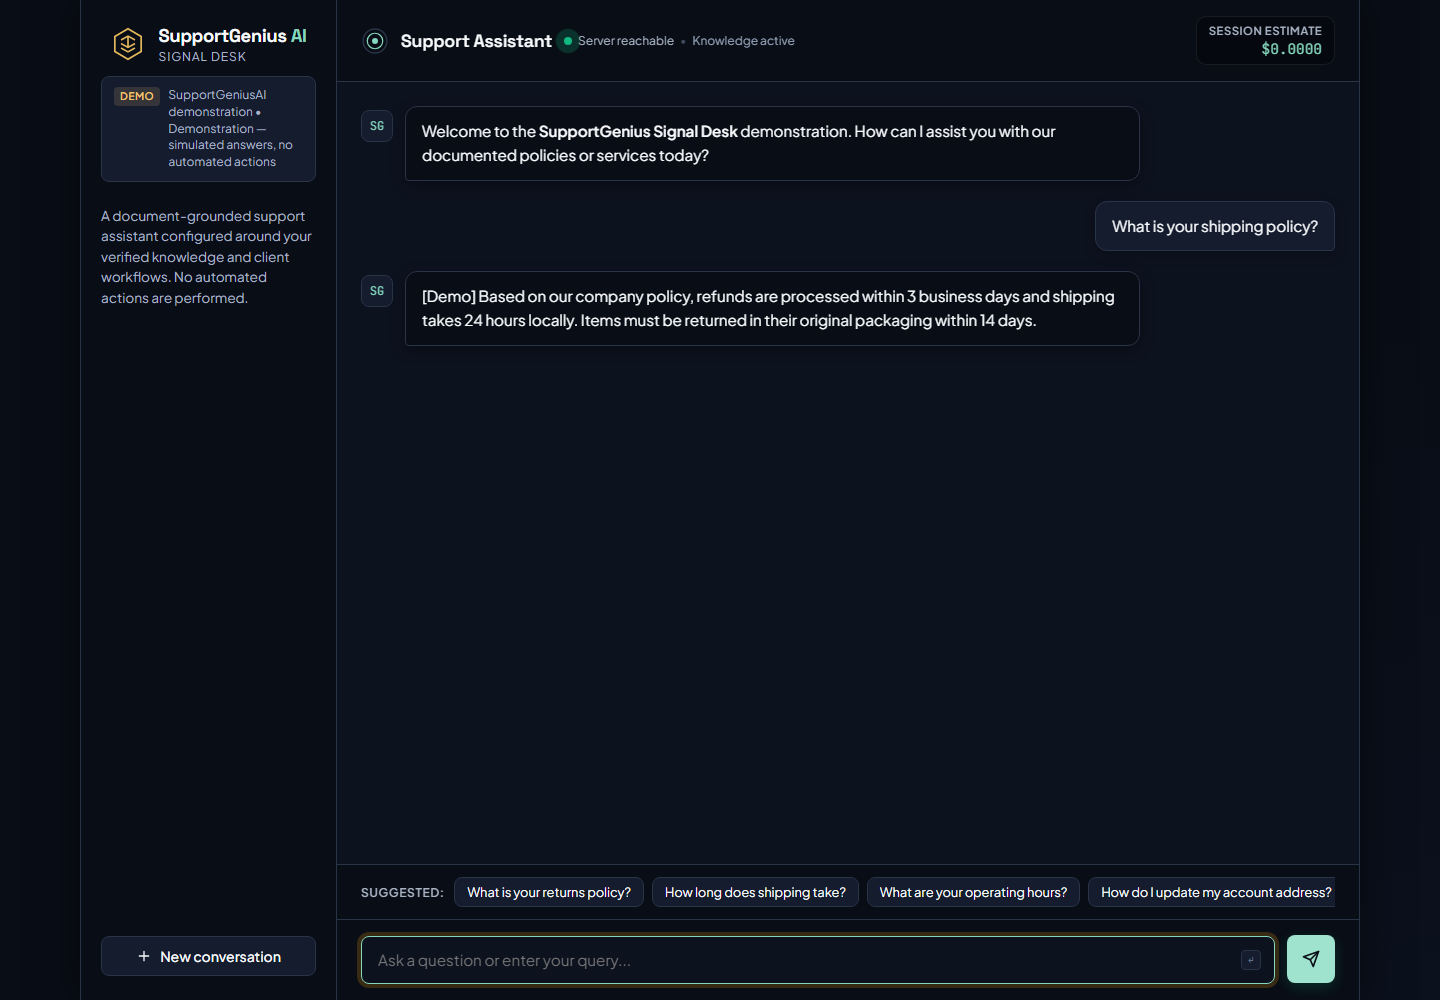 SupportGenius AI
SIGNAL DESK
DEMO
SupportGeniusAI
demonstration •
Demonstration —
simulated answers, no
automated actions
A document-grounded support
assistant configured around your
verified knowledge and client
workflows. No automated
actions are performed.
+ New conversation
Support Assistant
Server reachable • Knowledge active
SESSION ESTIMATE
$0.0000
SG
Welcome to the SupportGenius Signal Desk demonstration. How can I assist you with our
documented policies or services today?
What is your shipping policy?
SG
[Demo] Based on our company policy, refunds are processed within 3 business days and shipping
takes 24 hours locally. Items must be returned in their original packaging within 14 days.
SUGGESTED:
What is your returns policy?
How long does shipping take?
What are your operating hours?
How do I update my account address?
Ask a question or enter your query...
↵